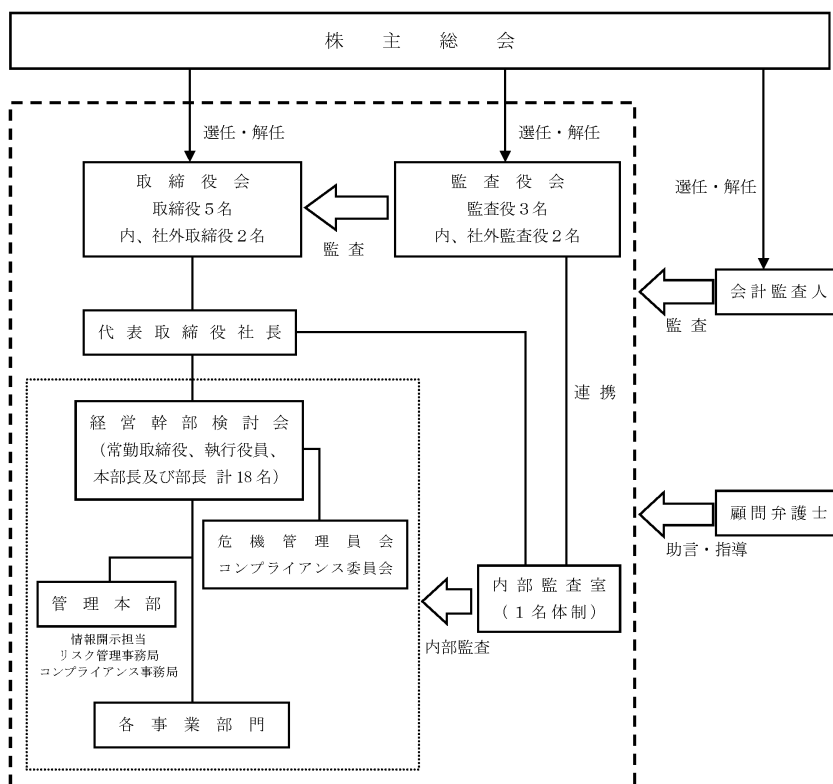 株主総会
選任・解任
選任・解任
選任・解任
取締役会
取締役５名
内、社外取締役２名
監査
監査役会
監査役３名
内、社外監査役２名
会計監査人
監査
代表取締役社長
連携
経営幹部検討会
（常勤取締役、執行役員、
本部長及び部長 計18名）
危機管理員会
コンプライアンス委員会
顧問弁護士
助言・指導
内部監査室
（１名体制）
内部監査
管理本部
情報開示担当
リスク管理事務局
コンプライアンス事務局
各事業部門